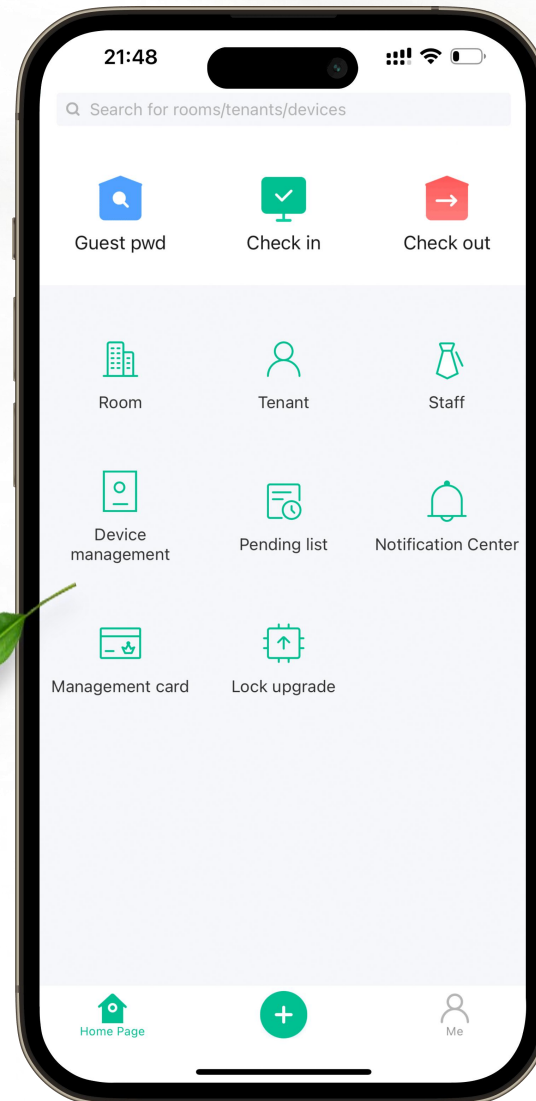 21:48
Search for rooms/tenants/devices
Guest pwd
Check in
Check out
Room
Tenant
Staff
Device
management
Pending list
Notification Center
Management card
Lock upgrade
Home Page
Me